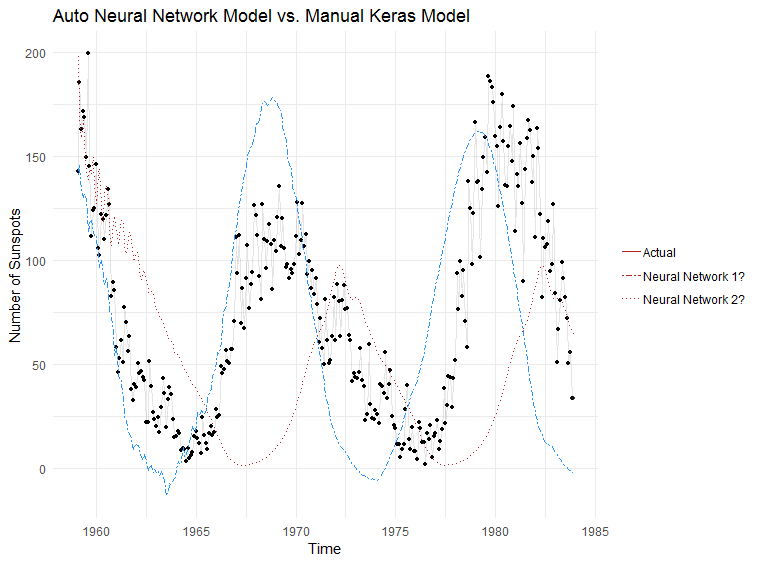 Auto Neural Network Model vs. Manual Keras Model
200
150
100
50
0
Number of Sunspots
1960
1965
1970
1975
1980
1985
Time
Actual
Neural Network 1?
Neural Network 2?